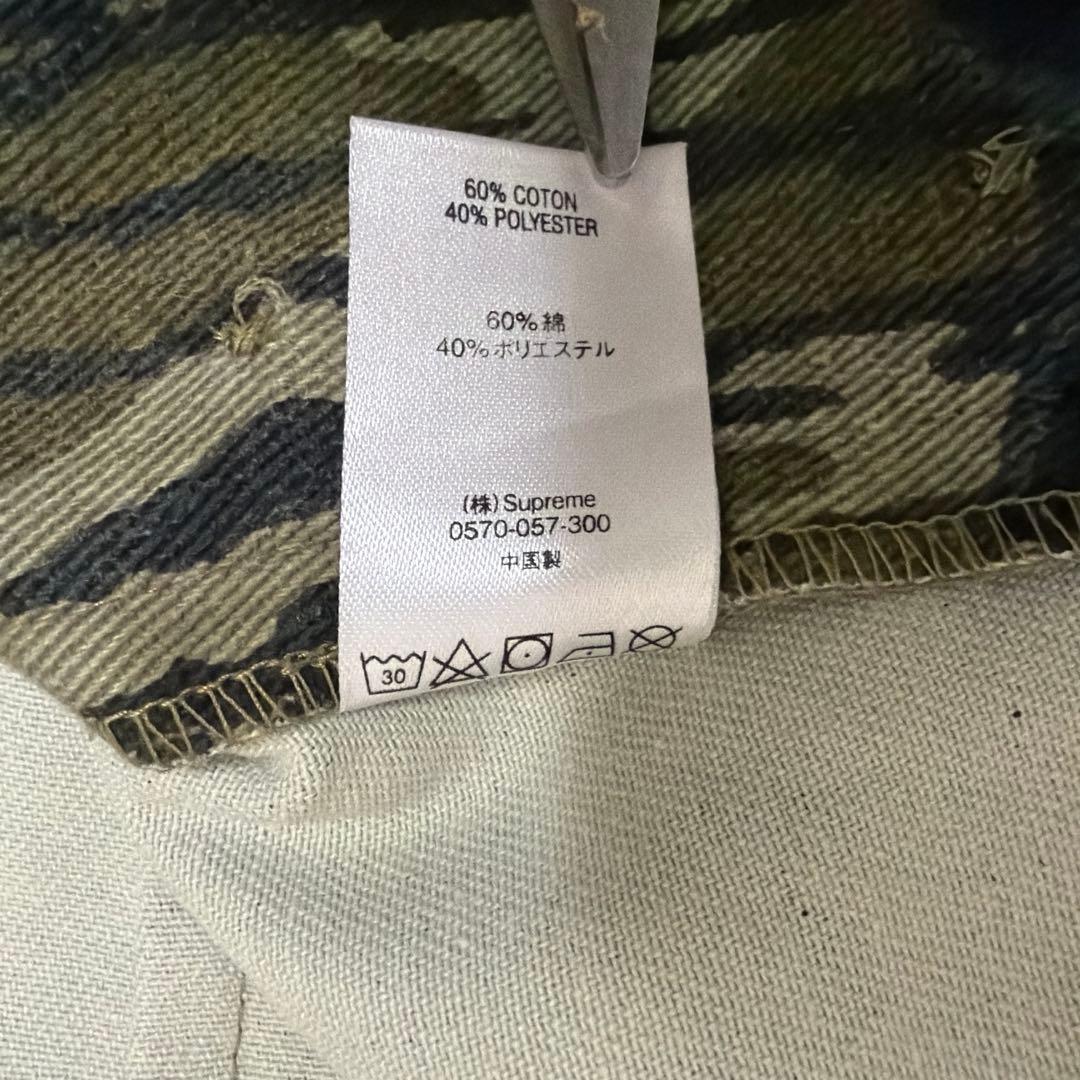 60% COTON
40% POLYESTER
60%綿
40%ポリエステル
(株)Supreme
0570-057-300
中国製
30